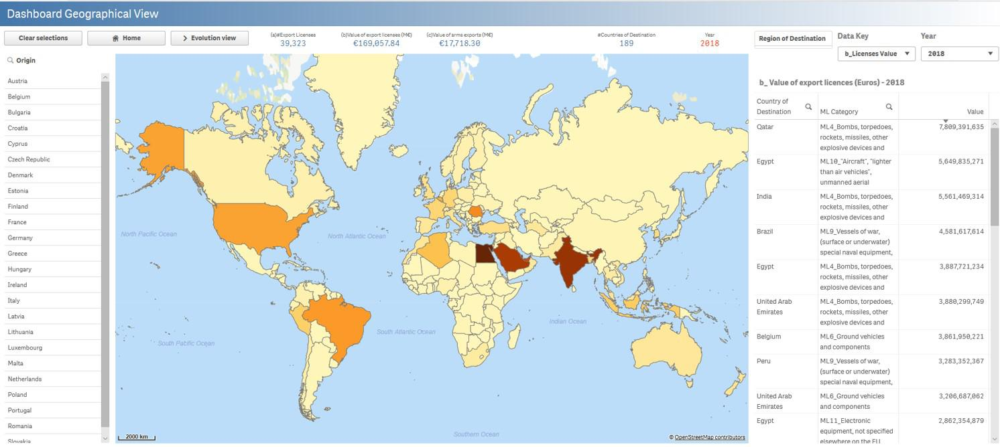 Dashboard Geographical View
Clear selections
Home
Evolution view
(a)#Export Licenses
39,323
(b)Value of export licenses (M€)
€169,057.84
(c)Value of arms exports (M€)
€17,718.30
#Countries of Destination
189
Year
2018
Region of Destination
Data Key
b_Licenses Value
Year
2018
Origin
Austria
Belgium
Bulgaria
Croatia
Cyprus
Czech Republic
Denmark
Estonia
Finland
France
Germany
Greece
Hungary
Ireland
Italy
Latvia
Lithuania
Luxembourg
Malta
Netherlands
Poland
Portugal
Romania
Slovakia
North Pacific Ocean
North Atlantic Ocean
South Pacific Ocean
South Atlantic Ocean
Indian Ocean
Southern Ocean
2000 km
© OpenStreetMap contributors
b_ Value of export licences (Euros) - 2018
Country of
Destination
ML Category
Value
Qatar
ML4_Bombs, torpedoes,
rockets, missiles, other
explosive devices and
7,809,391,635
Egypt
ML10_"Aircraft", "lighter
than air vehicles",
unmanned aerial
5,649,835,271
India
ML4_Bombs, torpedoes,
rockets, missiles, other
explosive devices and
5,561,469,314
Brazil
ML9_Vessels of war,
(surface or underwater)
special naval equipment,
4,581,617,614
Egypt
ML4_Bombs, torpedoes,
rockets, missiles, other
explosive devices and
3,887,721,234
United Arab
Emirates
ML4_Bombs, torpedoes,
rockets, missiles, other
explosive devices and
3,880,299,749
Belgium
ML6_Ground vehicles
and components
3,861,950,221
Peru
ML9_Vessels of war,
(surface or underwater)
special naval equipment,
3,283,352,367
United Arab
Emirates
ML6_Ground vehicles
and components
3,206,687,062
Egypt
ML11_Electronic
equipment, not specified
elsewhere on the EU
2,862,354,879